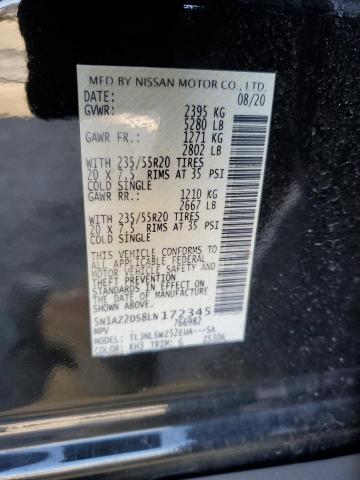 MFD BY NISSAN MOTOR CO., LTD.
DATE: 08/20
GVWR: 2395 KG
5280 LB
GAWR FR.: 1271 KG
2802 LB
WITH 235/55R20 TIRES
20 X 7.5 RIMS AT 35 PSI
COLD SINGLE
GAWR RR.: 1210 KG
2667 LB
WITH 235/55R20 TIRES
20 X 7.5 RIMS AT 35 PSI
COLD SINGLE
THIS VEHICLE CONFORMS TO
ALL APPLICABLE FEDERAL
MOTOR VEHICLE SAFETY AND
THEFT PREVENTION
STANDARDS IN EFFECT ON
THE DATE OF MANUFACTURE
SHOWN ABOVE.
5N1AZ2DS8LN172345
MPV 766982
MODEL: TL3NLSWZ52EUA---SA
COLOR: KH3 TRIM: G